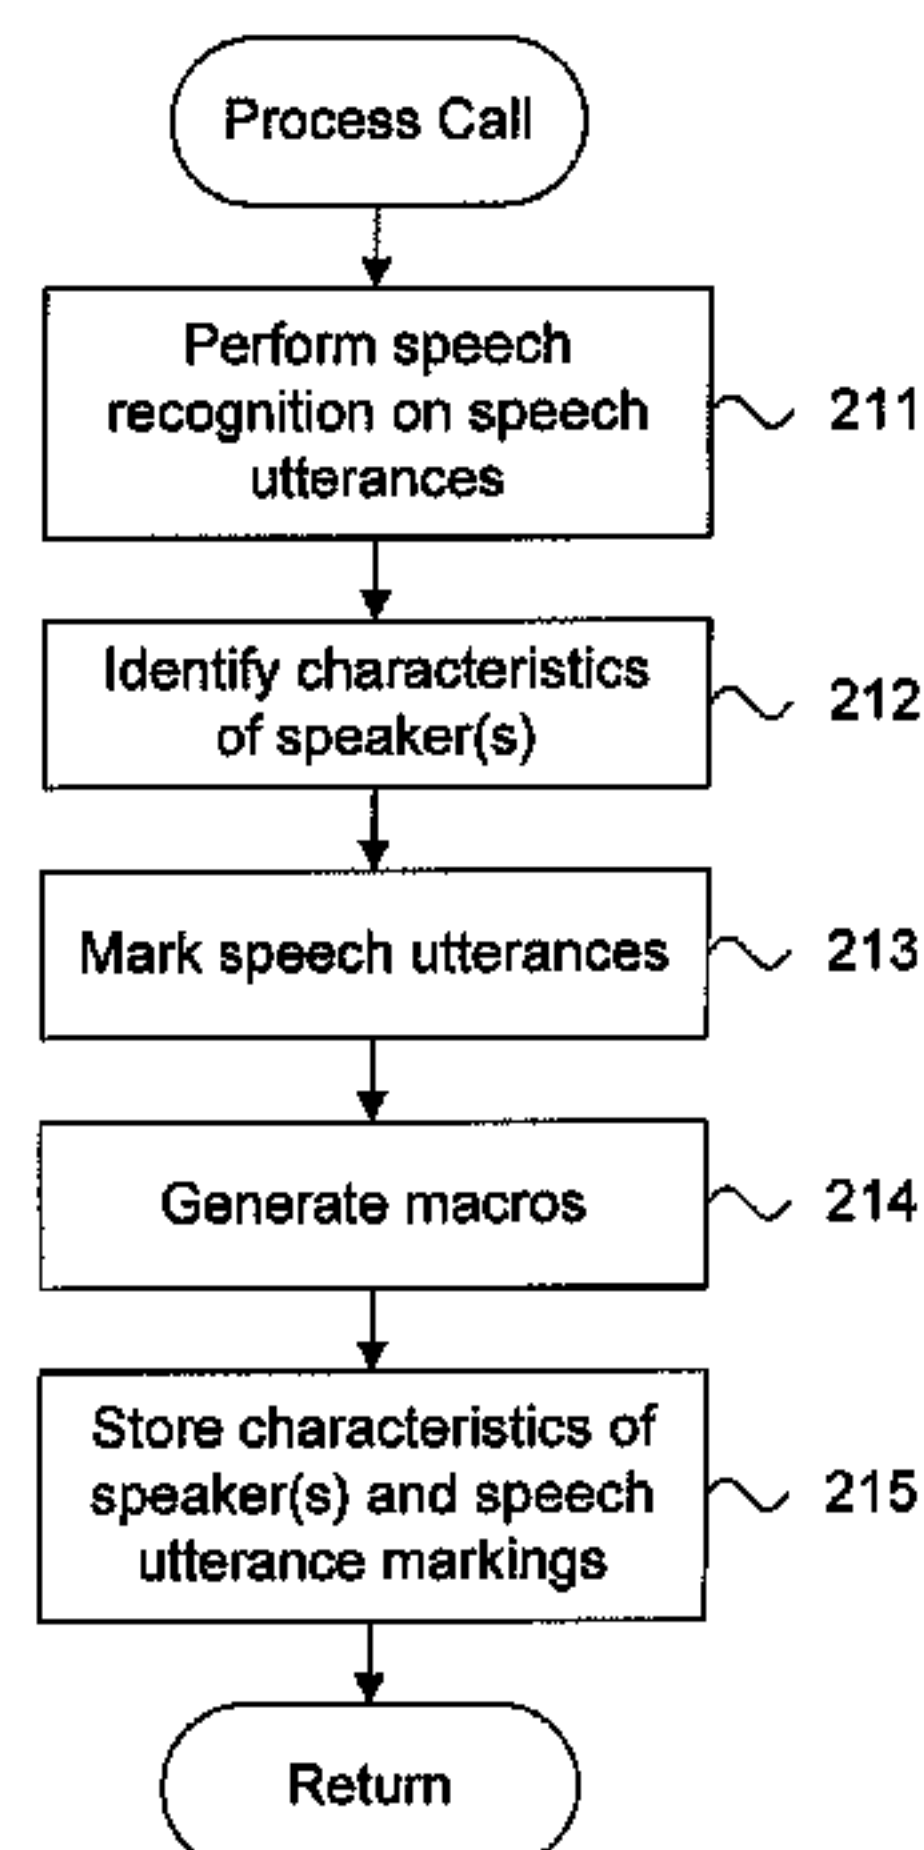 Process Call
Perform speech
recognition on speech
utterances
211
Identify characteristics
of speaker(s)
212
Mark speech utterances
213
Generate macros
214
Store characteristics of
speaker(s) and speech
utterance markings
215
Return